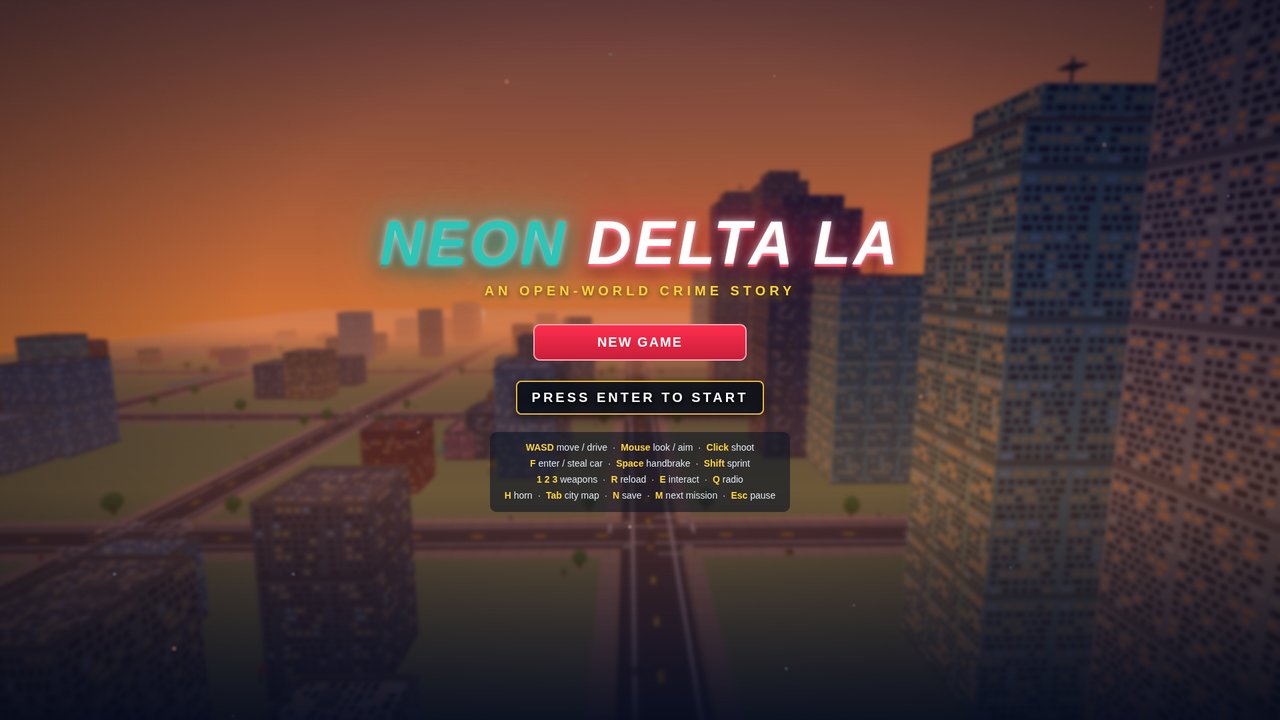 NEON DELTA LA
AN OPEN-WORLD CRIME STORY
NEW GAME
PRESS ENTER TO START
WASD move / drive · Mouse look / aim · Click shoot
F enter / steal car · Space handbrake · Shift sprint
1 2 3 weapons · R reload · E interact · Q radio
H horn · Tab city map · N save · M next mission · Esc pause